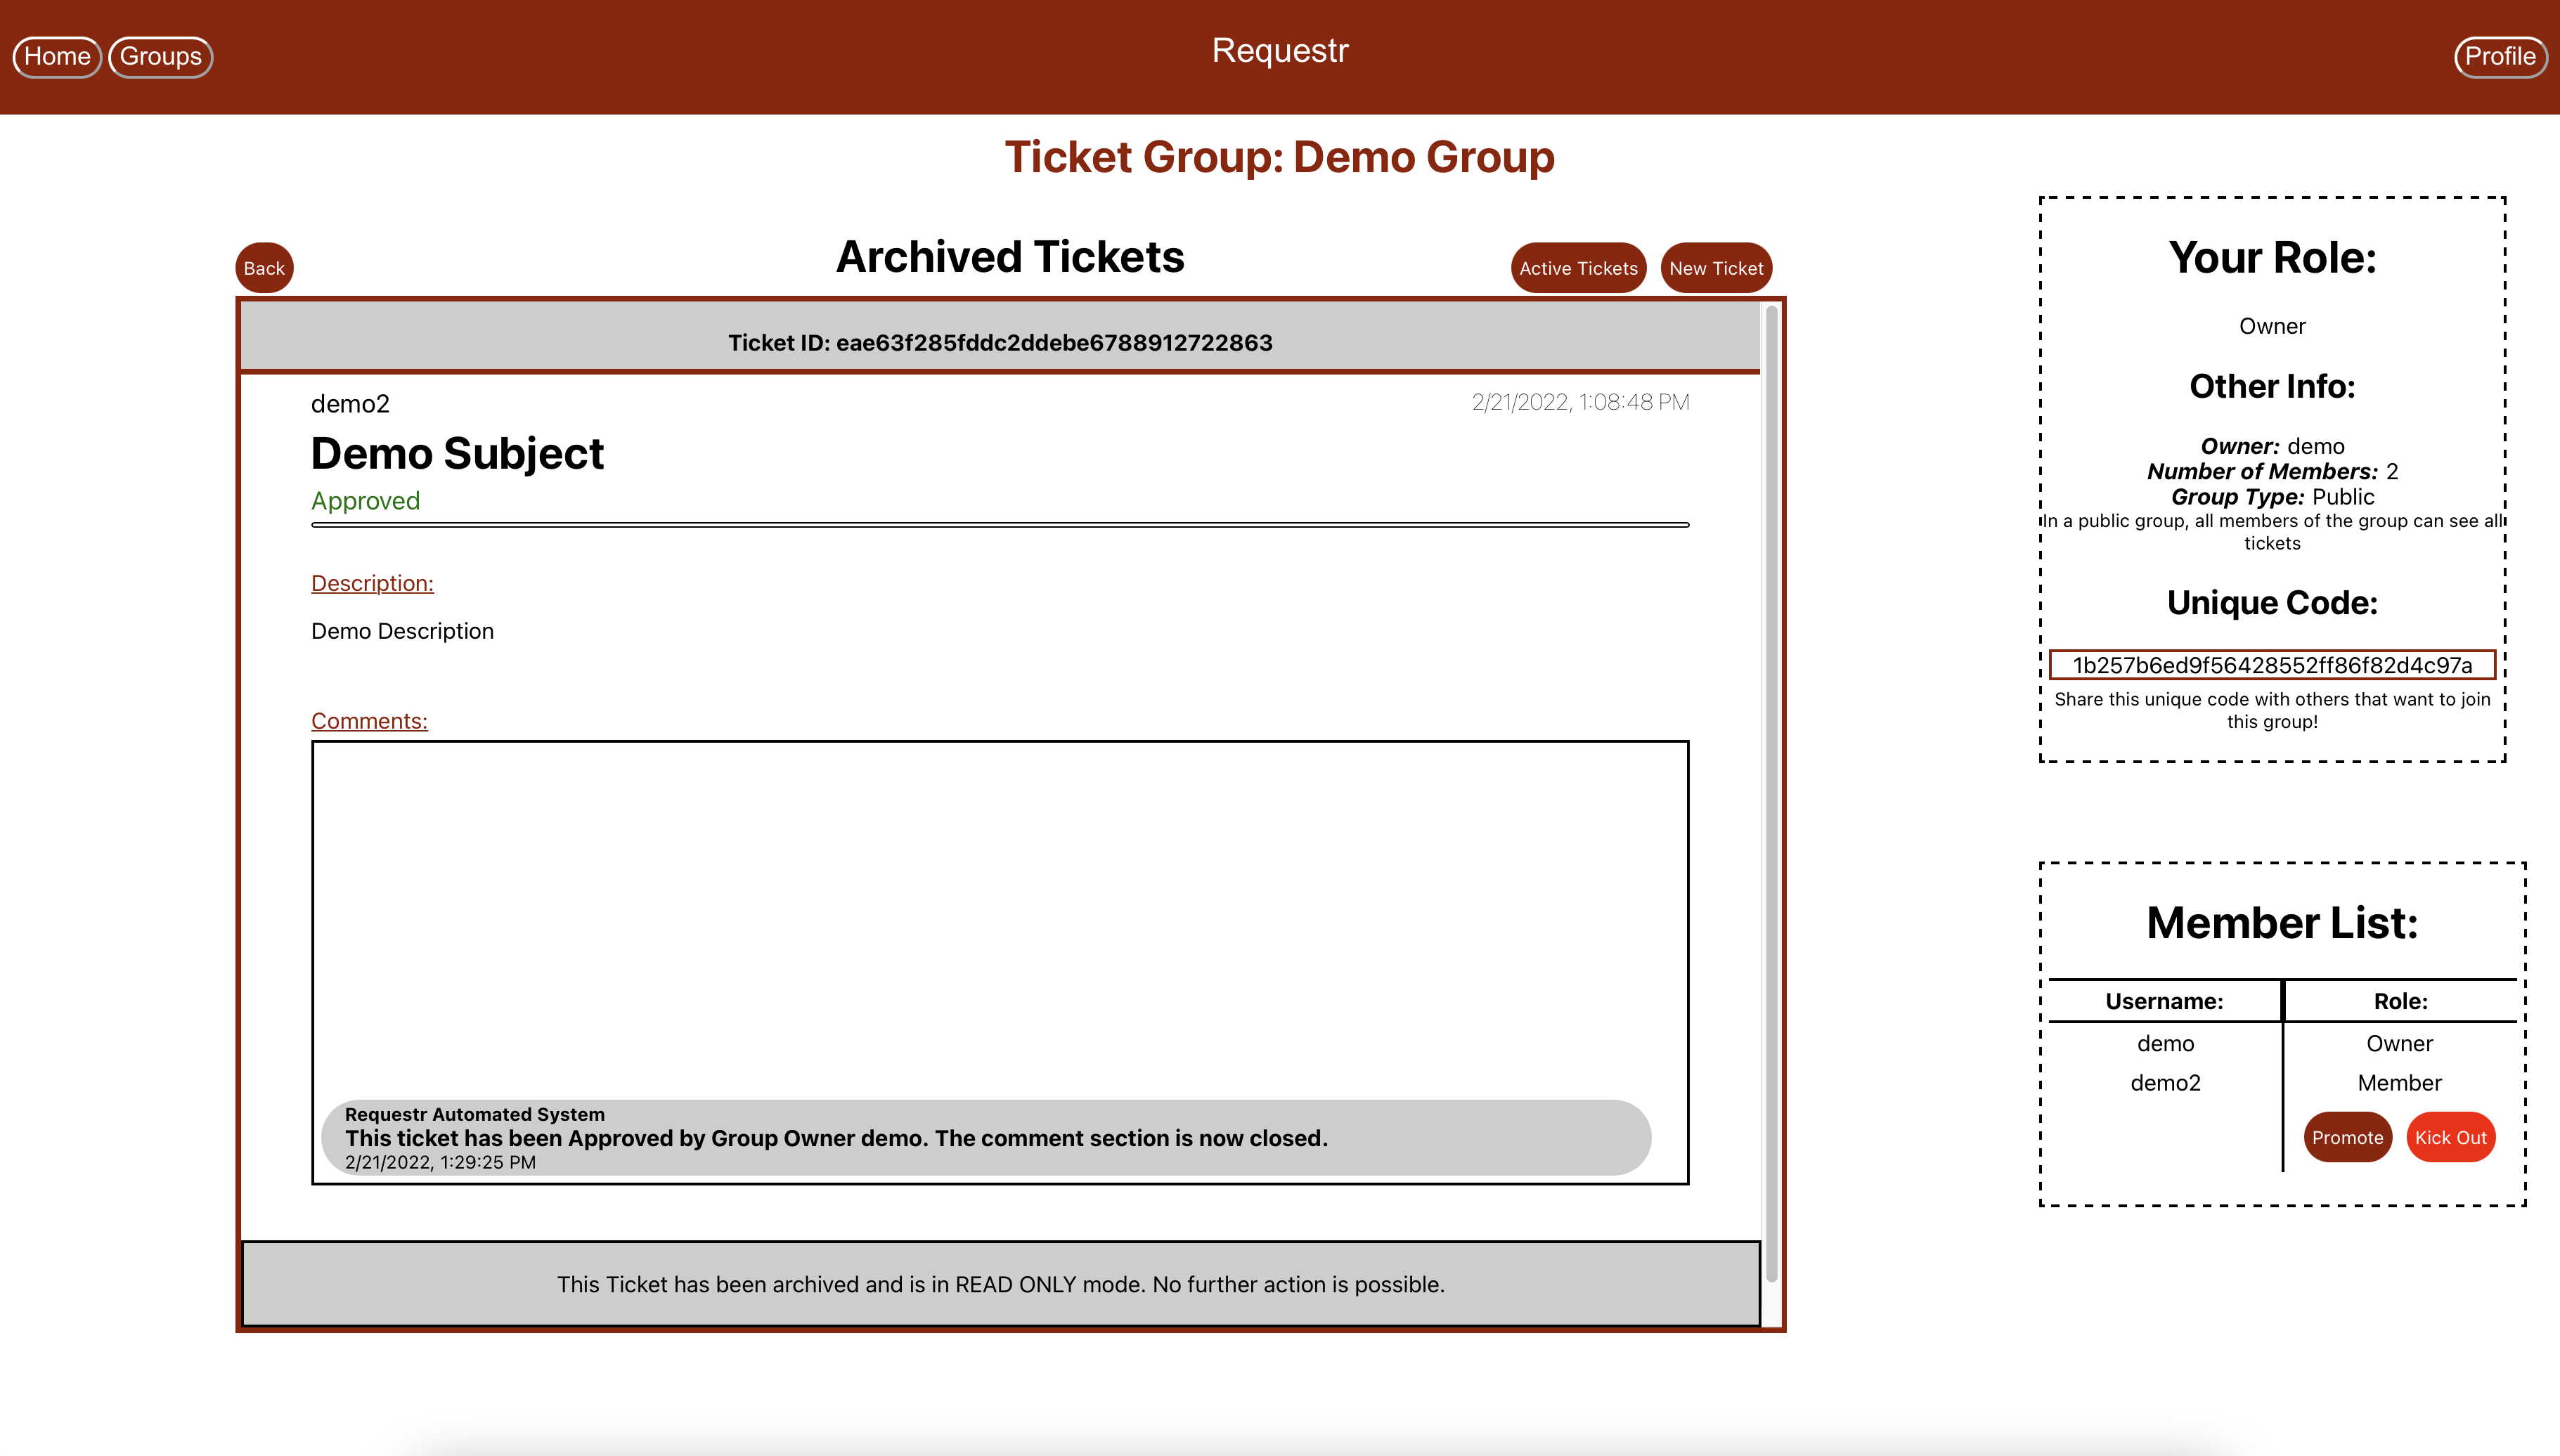 Home Groups Requestr Profile
Ticket Group: Demo Group
Back Archived Tickets Active Tickets New Ticket
Ticket ID: eae63f285fddc2ddebe6788912722863
demo2 2/21/2022, 1:08:48 PM
Demo Subject
Approved
Description:
Demo Description
Comments:
Requestr Automated System
This ticket has been Approved by Group Owner demo. The comment section is now closed.
2/21/2022, 1:29:25 PM
This Ticket has been archived and is in READ ONLY mode. No further action is possible.
Your Role:
Owner
Other Info:
Owner: demo
Number of Members: 2
Group Type: Public
In a public group, all members of the group can see all
tickets
Unique Code:
1b257b6ed9f56428552ff86f82d4c97a
Share this unique code with others that want to join
this group!
Member List:
Username: Role:
demo Owner
demo2 Member
Promote Kick Out